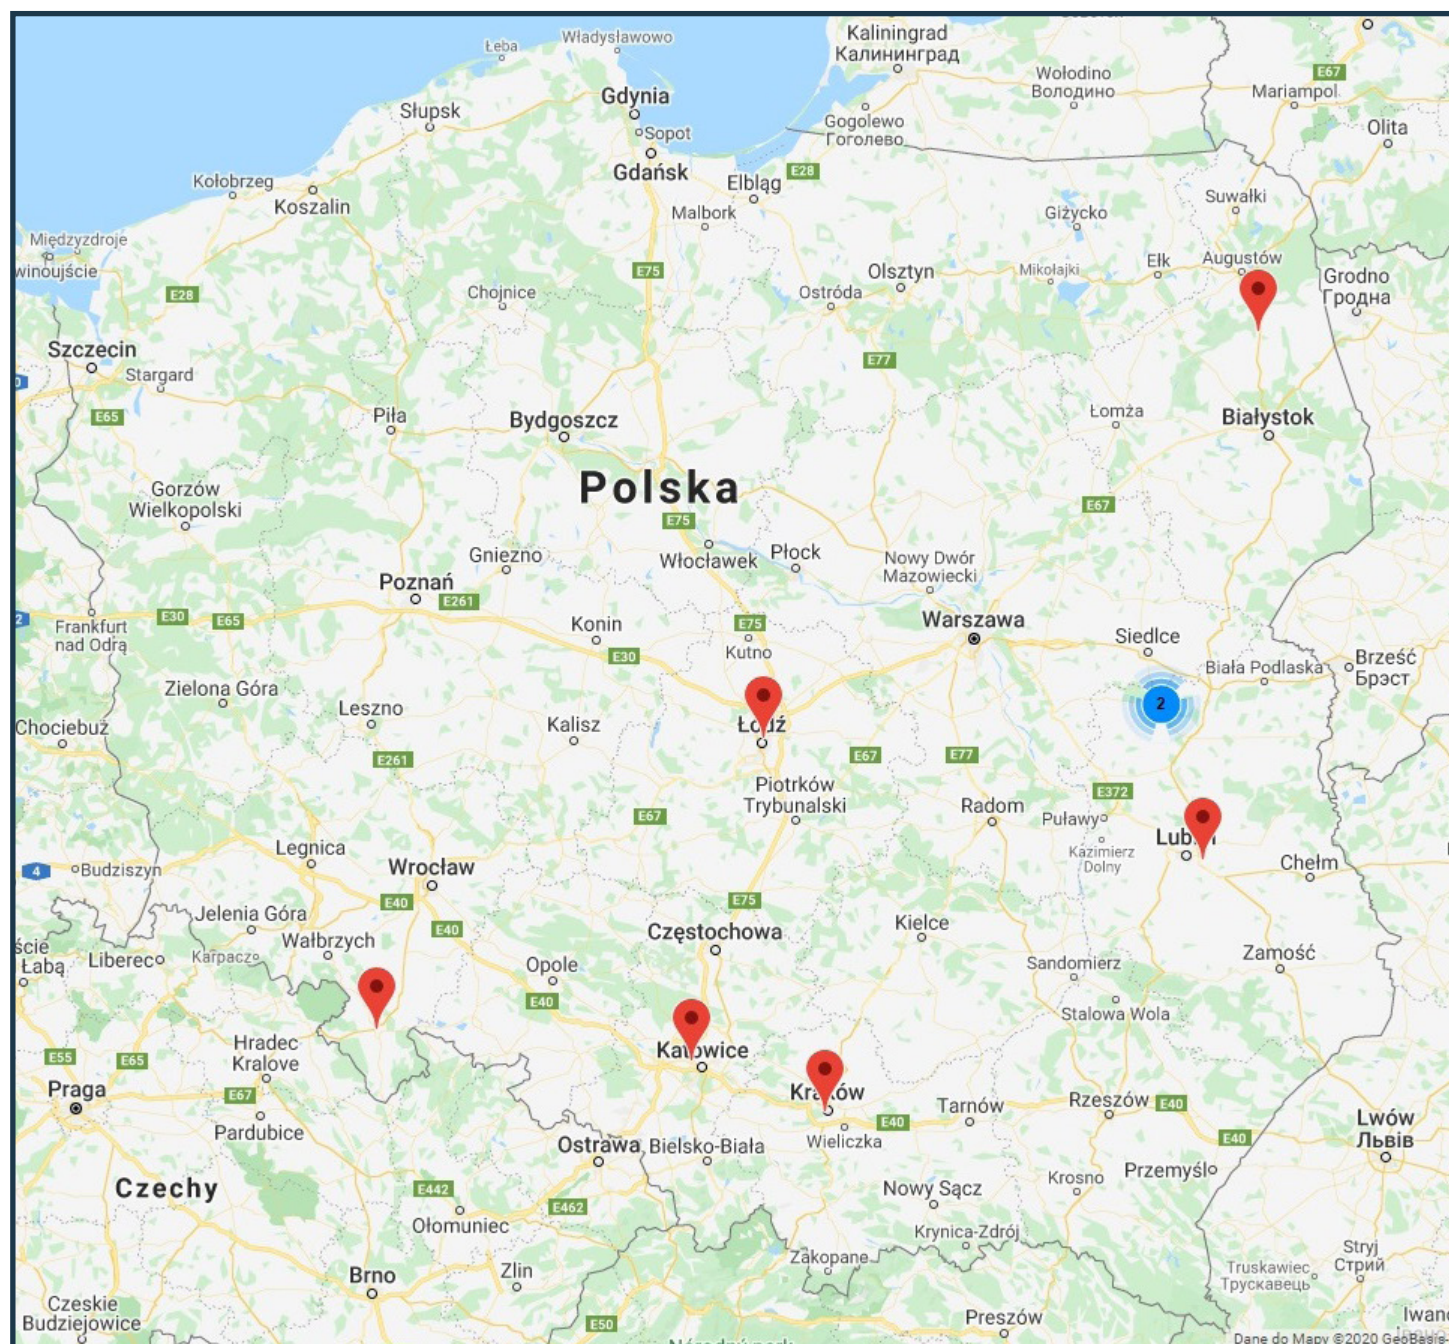 Kaliningrad
Калининград
Władysławowo
Łeba
Wołodino
Володино
E67
Mariampol
Gdynia
Słupsk
Sopot
Gogolewo
Гоголево
Olita
Gdańsk
E28
Elbląg
Kołobrzeg
Koszalin
Malbork
Giżycko
Suwałki
Międzyzdroje
winoujście
E75
Olsztyn
Mikołajki
Ełk
Augustów
Grodno
Гродна
E28
Chojnice
Ostróda
Szczecin
Stargard
E77
0
E65
Piła
Bydgoszcz
Łomża
Białystok
Polska
Gorzów
Wielkopolski
E67
E75
Gniezno
Włocławek
Płock
Nowy Dwór
Mazowiecki
Poznań
E261
2
E30
E65
Frankfurt
nad Odrą
Konin
E75
Kutno
Warszawa
Siedlce
E30
Biała Podlaska
Brześć
Брэст
Zielona Góra
Leszno
2
Chociebuż
Kalisz
Łódź
E261
E67
E77
Piotrków
Trybunalski
E372
Radom
Puławy
E67
Legnica
Kazimierz
Dolny
Chełm
4
Budziszyn
Wrocław
E75
E40
Jelenia Góra
E40
Kielce
ście
Łabą
Liberec
Karpacz
Wałbrzych
Częstochowa
Opole
Sandomierz
Zamość
E40
Stalowa Wola
Hradec
Kralove
E55
E65
Katowice
Praga
E67
Kraków
Tarnów
Rzeszów
E40
E40
Pardubice
Wieliczka
Lwów
Львів
E40
Ostrawa
Bielsko-Biała
Przemyśl
Czechy
E442
Ołomuniec
E462
Nowy Sącz
Krosno
Krynica-Zdrój
Zakopane
Stryj
Стрий
Truskawiec
Трускавець
Brno
Zlin
Czeskie
Budziejowice
E50
Preszów
Iwano
Dane do Mapy ©2020 GeoBasis